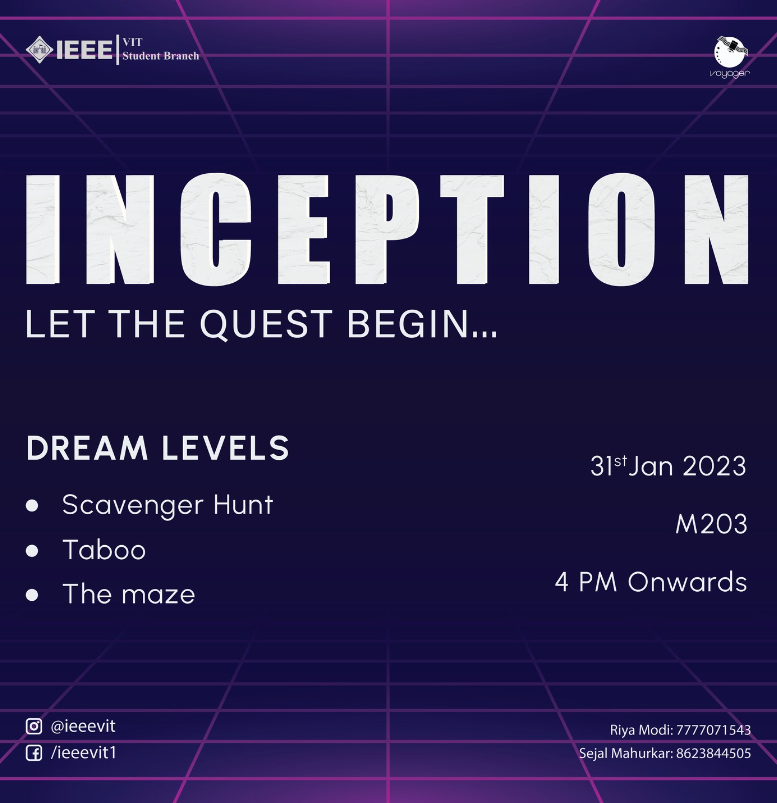 IEEE VIT
Student Branch
voyager
INCEPTION
LET THE QUEST BEGIN...
DREAM LEVELS
• Scavenger Hunt
• Taboo
• The maze
31st Jan 2023
M203
4 PM Onwards
@ieeevit
/ieeevit1
Riya Modi: 7777071543
Sejal Mahurkar: 8623844505